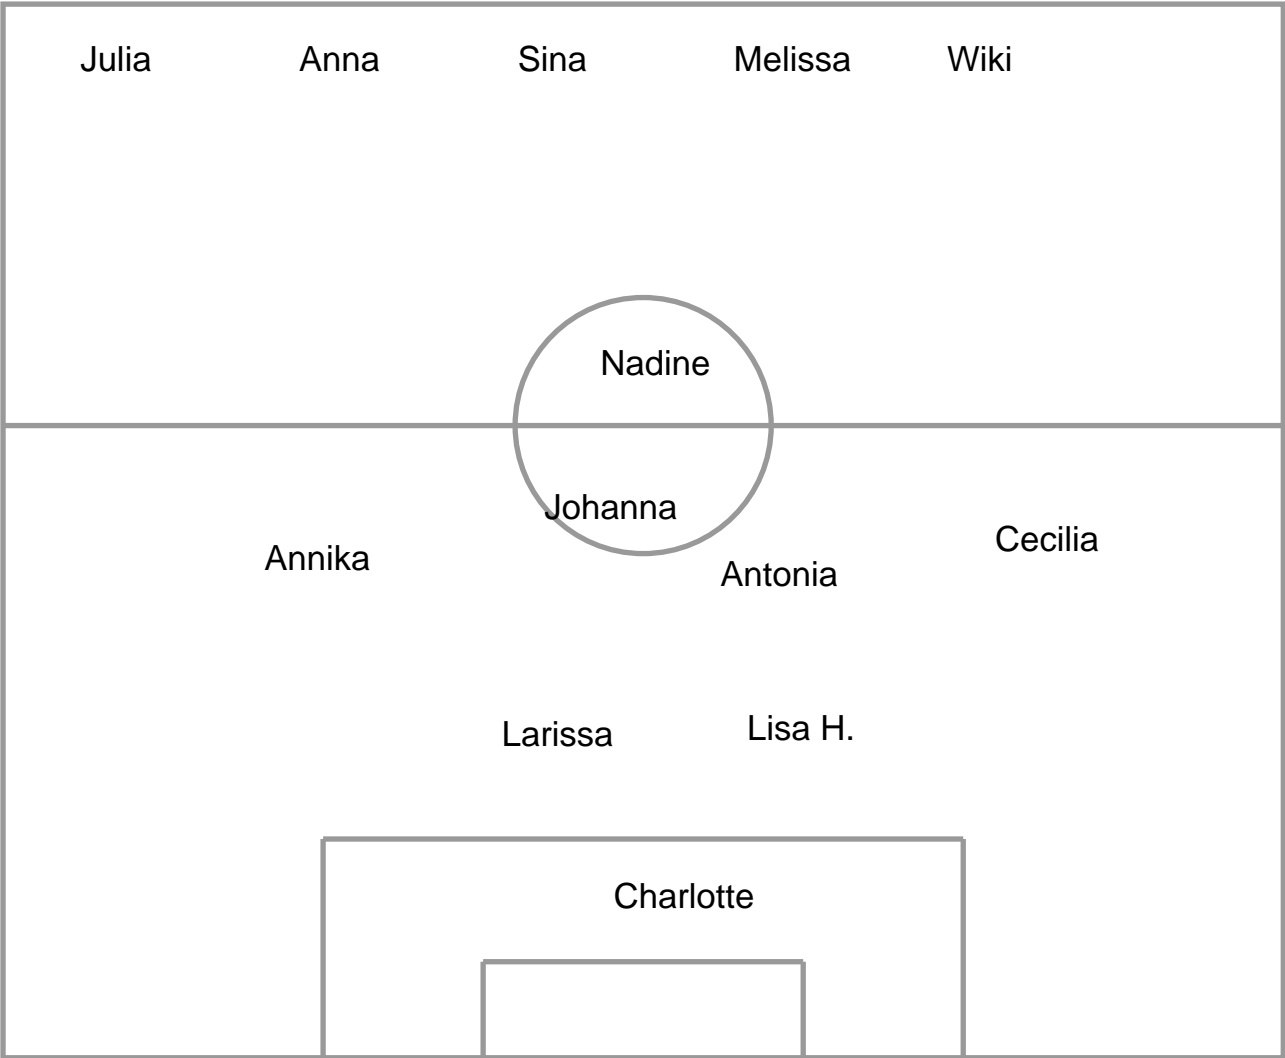 Julia Anna Sina Melissa Wiki
Nadine
Johanna
Cecilia
Annika
Antonia
Lisa H.
Larissa
Charlotte